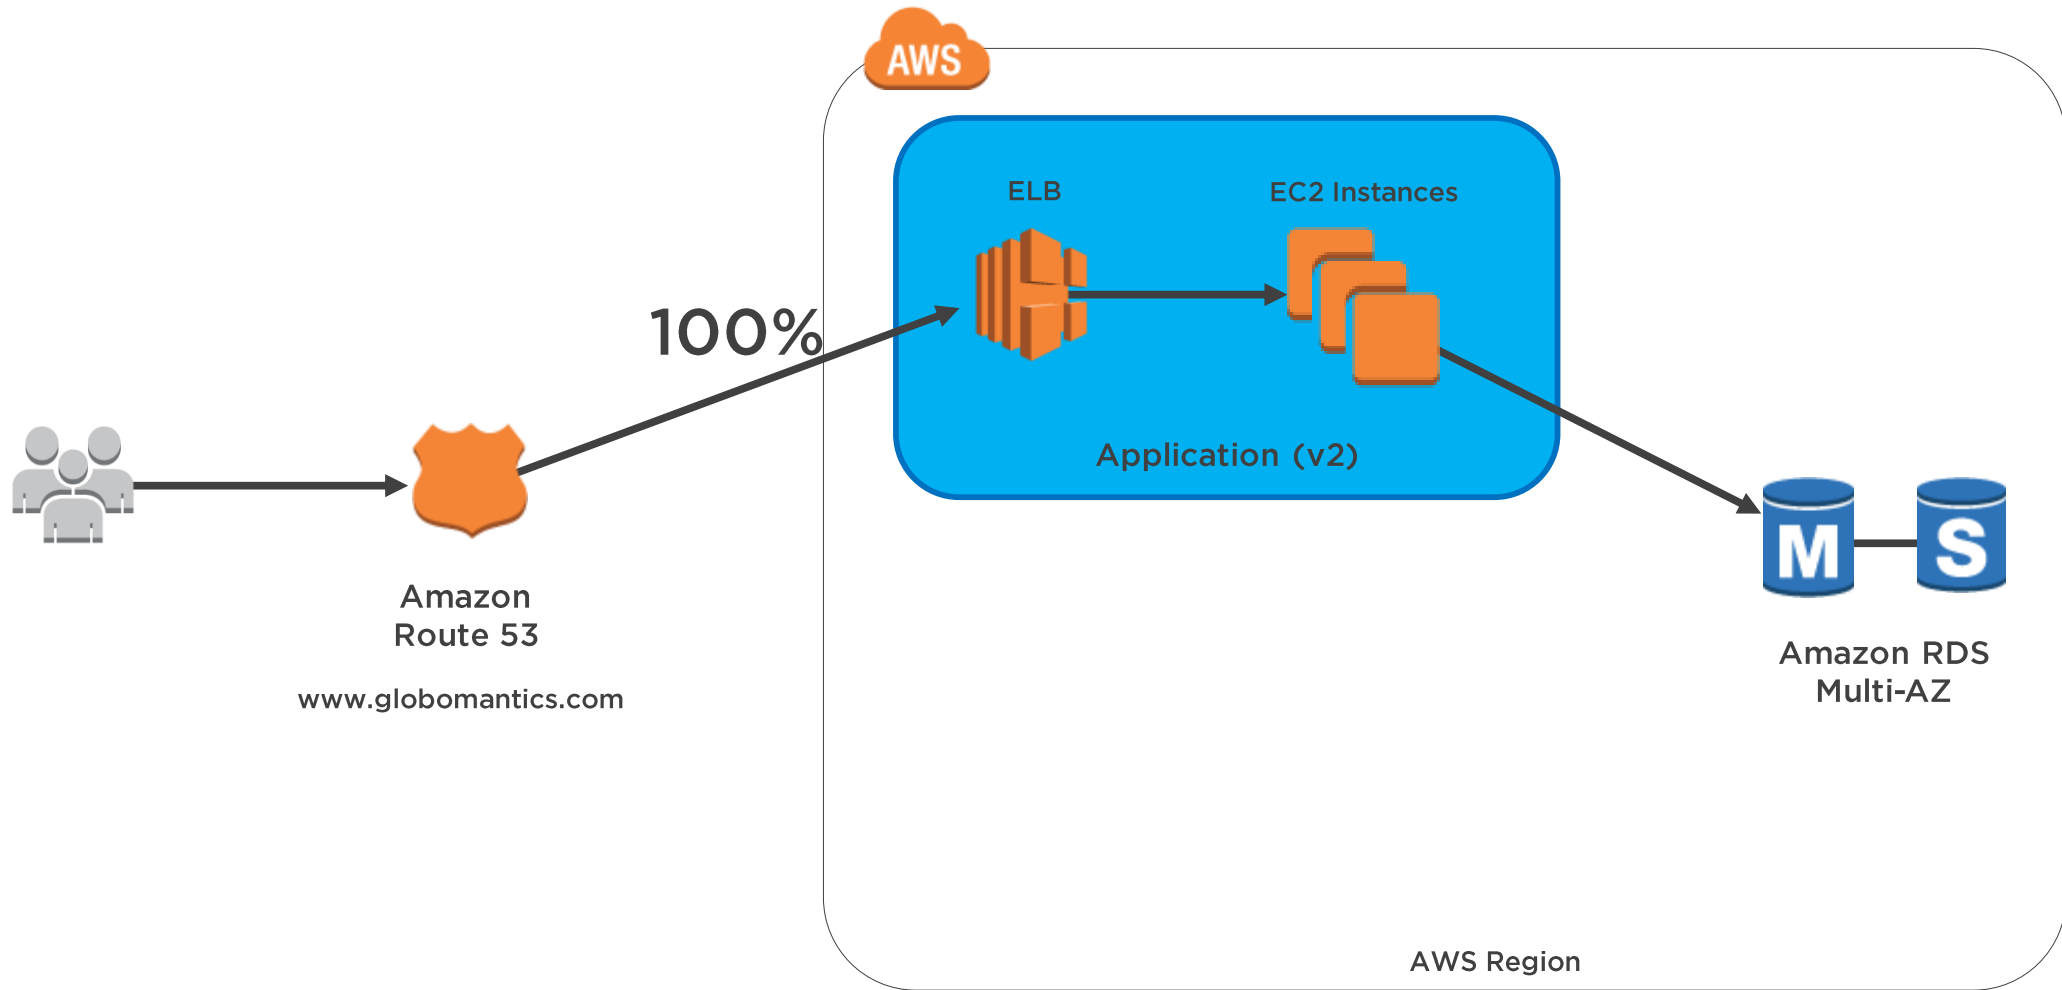 AWS
ELB
EC2 Instances
100%
Application (v2)
M
S
Amazon
Route 53
www.globomantics.com
Amazon RDS
Multi-AZ
AWS Region